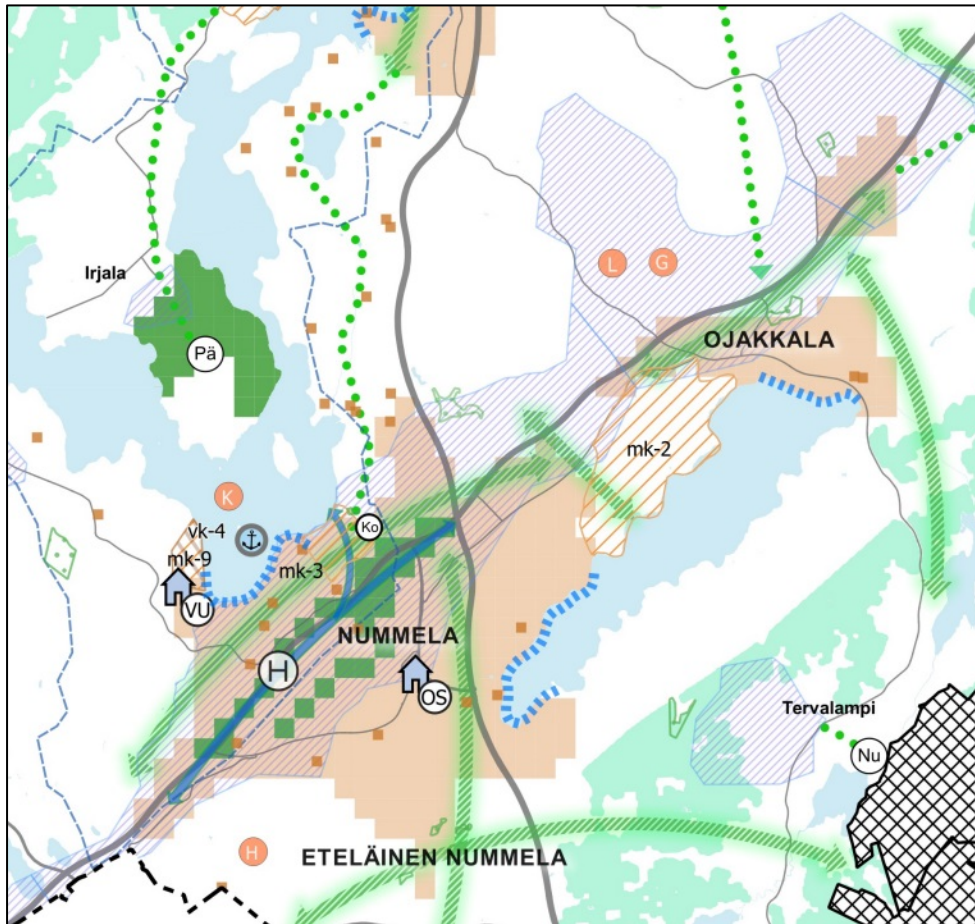 Irjala
L
G
Pä
OJAKKALA
mk-2
K
vk-4
Ko
mk-9
mk-3
VU
NUMMELA
H
OS
Tervalampi
Nu
H
ETELÄINEN NUMMELA